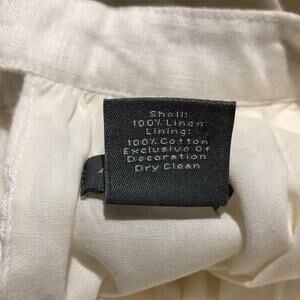 Shell:
100% Linen
Lining:
100% Cotton
Exclusive Of
Decoration
Dry Clean